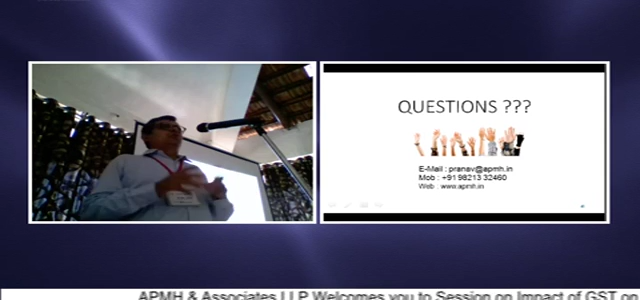 QUESTIONS ???
E-Mail : pranav@apmh.in
Mob : +91 98213 32460
Web : www.apmh.in
APMH & Associates LLP Welcomes you to Session on Impact of GST on